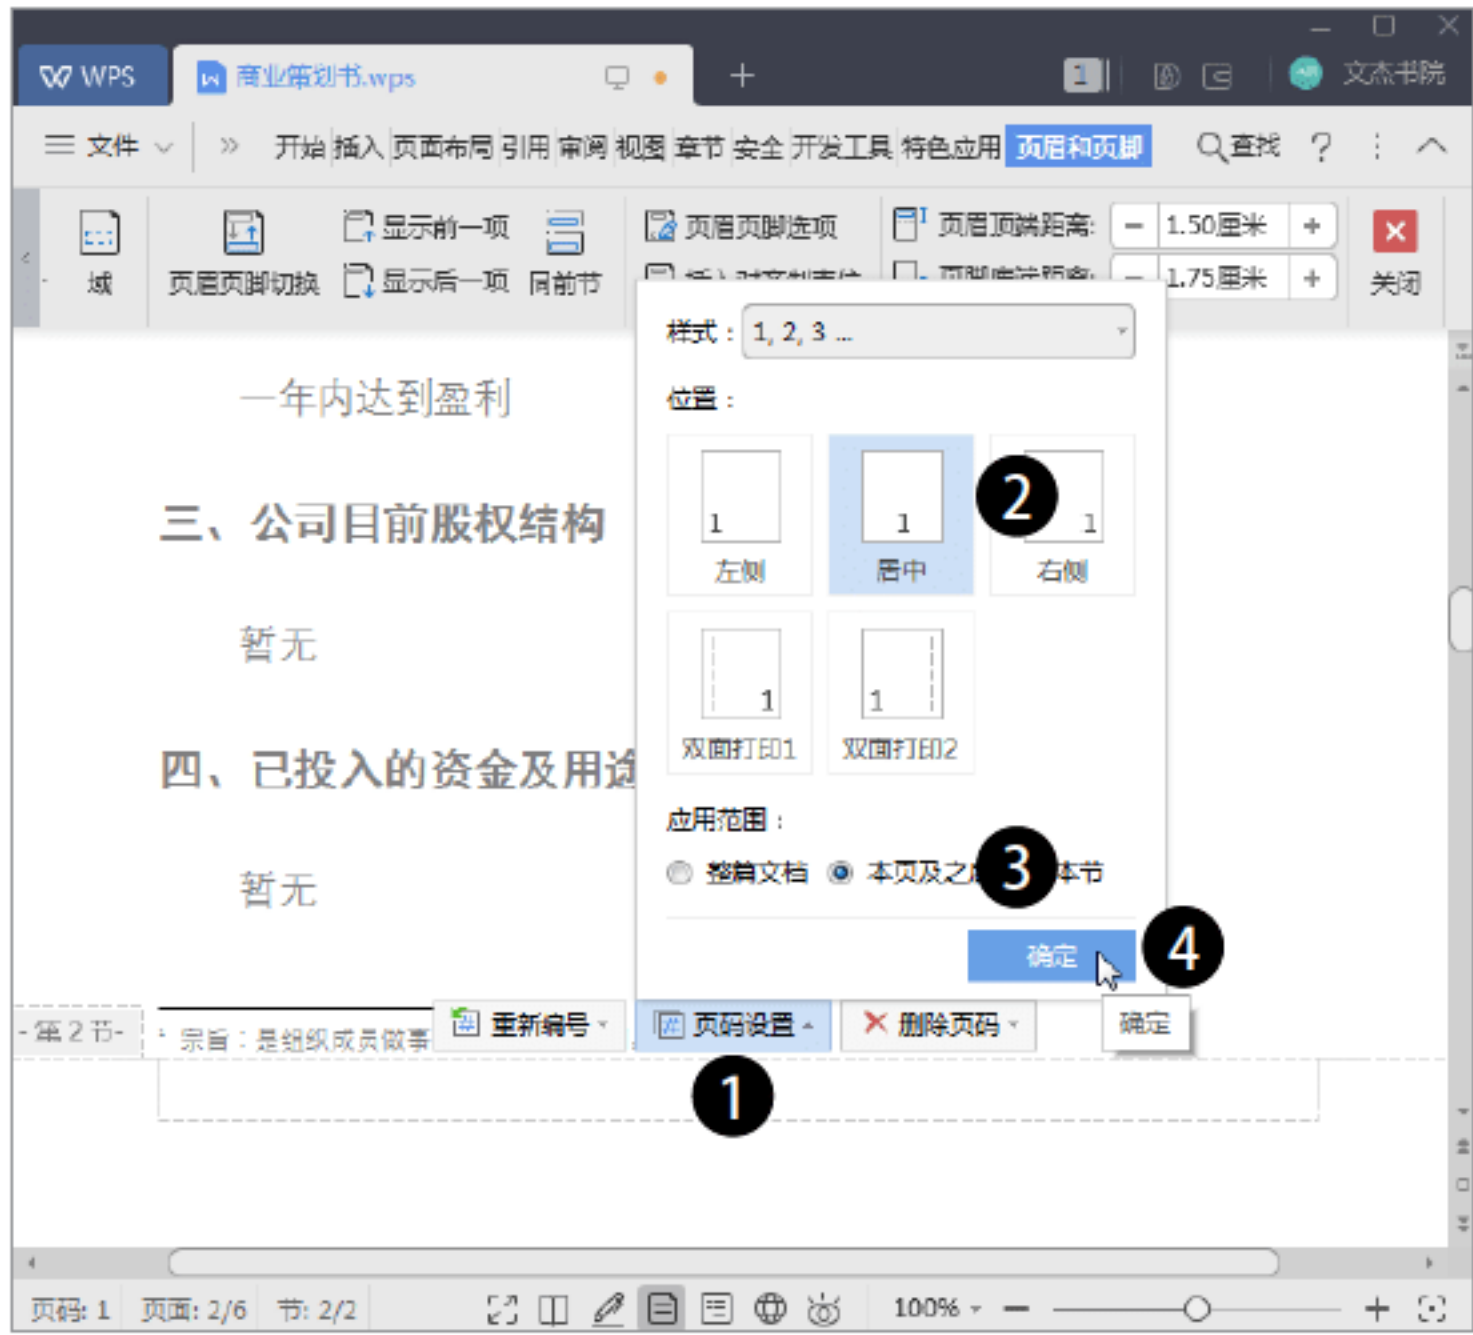 WPS 商业策划书.wps 1 文杰书院
文件 开始 插入 页面布局 引用 审阅 视图 章节 安全 开发工具 特色应用 页眉和页脚 查找
显示前一项 页眉页脚选项 页眉顶端距离: 1.50厘米
域 页眉页脚切换 显示后一项 同前节 1.75厘米 关闭
样式： 1, 2, 3 ...
一年内达到盈利
位置：
三、公司目前股权结构
1 1 2 1
左侧 居中 右侧
暂无
1 1
双面打印1 双面打印2
四、已投入的资金及用途
应用范围：
整篇文档 本页及之 3 本节
暂无
确定 4
- 第 2 节-
宗旨：是组织成员做事
重新编号 页码设置 删除页码 确定
1
页码: 1 页面: 2/6 节: 2/2 100%